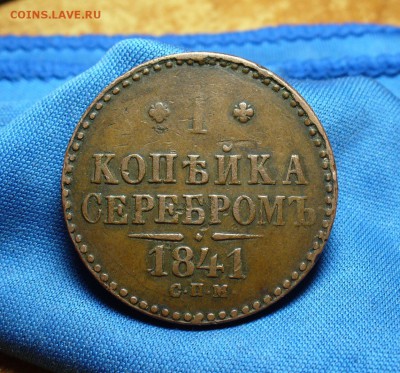 COINS.LAVE.RU
1
КОПѢЙКА
СЕРЕБРОМЪ
1841
С.П.М.